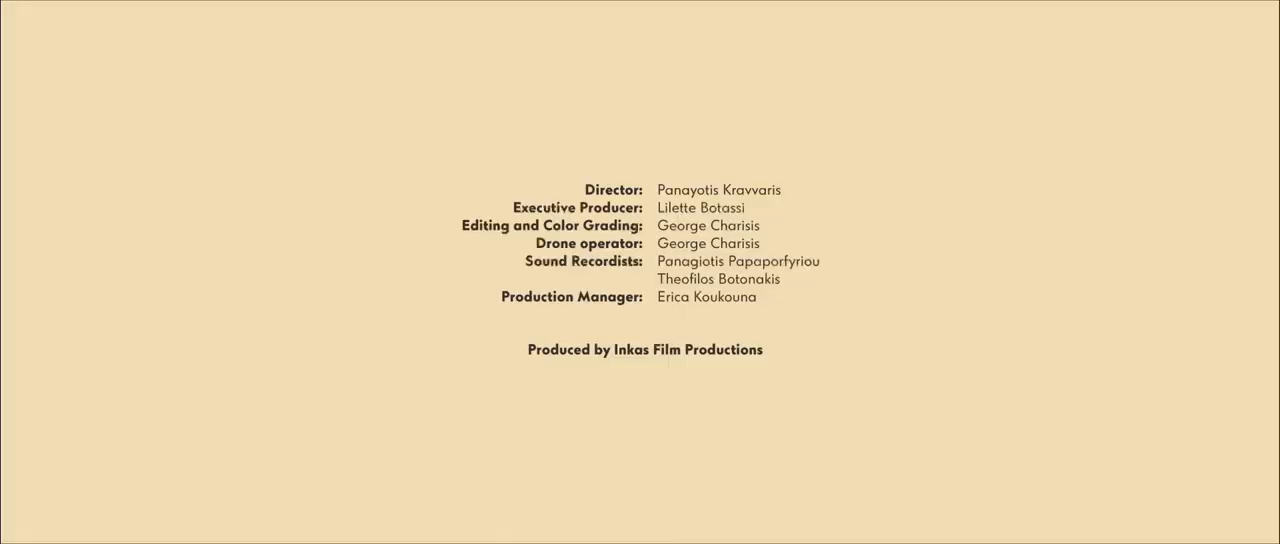 Director: Panayotis Kravvaris
Executive Producer: Lilette Botassi
Editing and Color Grading: George Charisis
Drone operator: George Charisis
Sound Recordists: Panagiotis Papaporfyriou
Theofilos Botonakis
Production Manager: Erica Koukouna
Produced by Inkas Film Productions